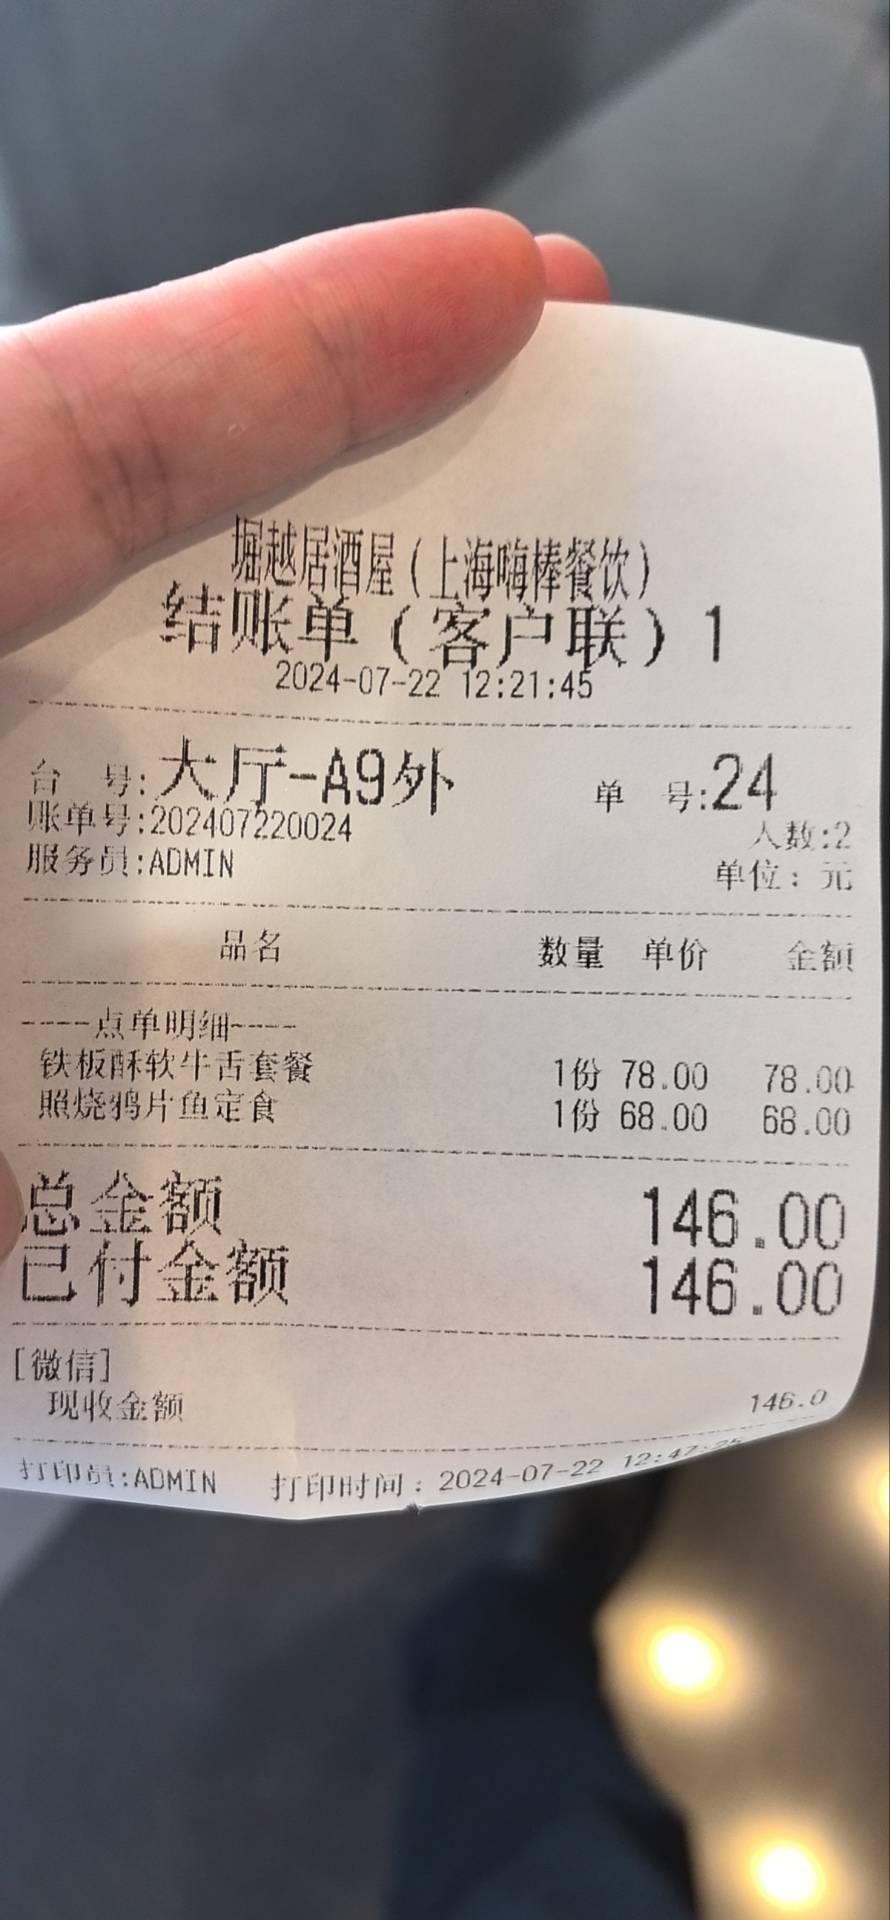 堀越居酒屋(上海嗨棒餐饮)
结账单(客户联)1
2024-07-22 12:21:45
台 号:大厅-A9外 单 号:24
账单号:202407220024 人数:2
服务员:ADMIN 单位：元
品名 数量 单价 金额
----点单明细----
铁板酥软牛舌套餐 1份 78.00 78.00
照烧鸦片鱼定食 1份 68.00 68.00
总金额 146.00
已付金额 146.00
[微信]
现收金额 146.0
打印员:ADMIN 打印时间：2024-07-22 12:47:25